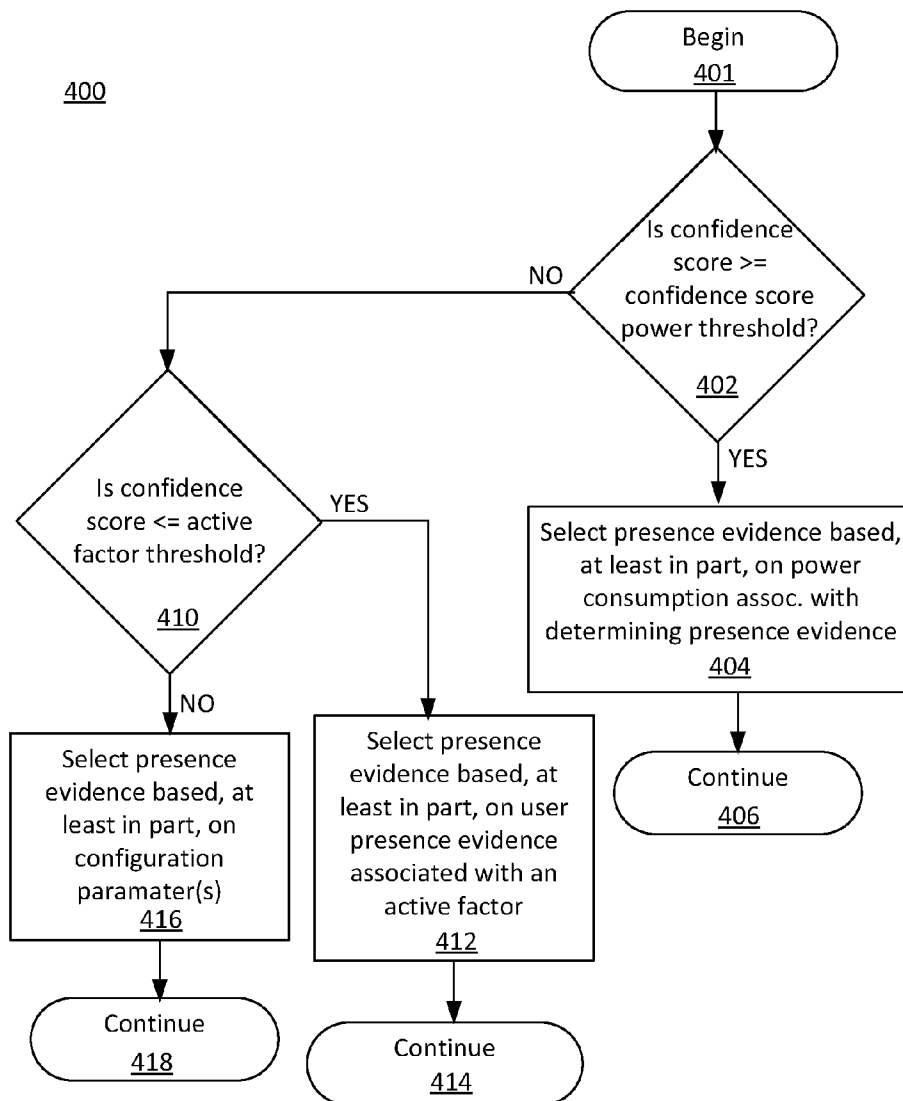 Begin
401
400
Is confidence
score >=
confidence score
power threshold?
402
NO
YES
Is confidence
score <= active
factor threshold?
410
YES
NO
Select presence evidence based,
at least in part, on power
consumption assoc. with
determining presence evidence
404
Continue
406
Select presence
evidence based, at
least in part, on user
presence evidence
associated with an
active factor
412
Continue
414
Select presence
evidence based, at
least in part, on
configuration
paramater(s)
416
Continue
418